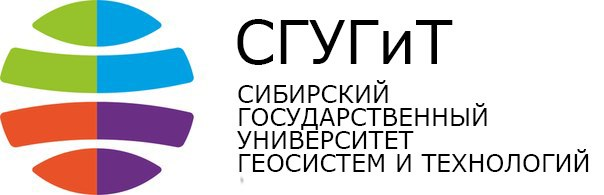 СГУГиТ
СИБИРСКИЙ
ГОСУДАРСТВЕННЫЙ
УНИВЕРСИТЕТ
ГЕОСИСТЕМ И ТЕХНОЛОГИЙ